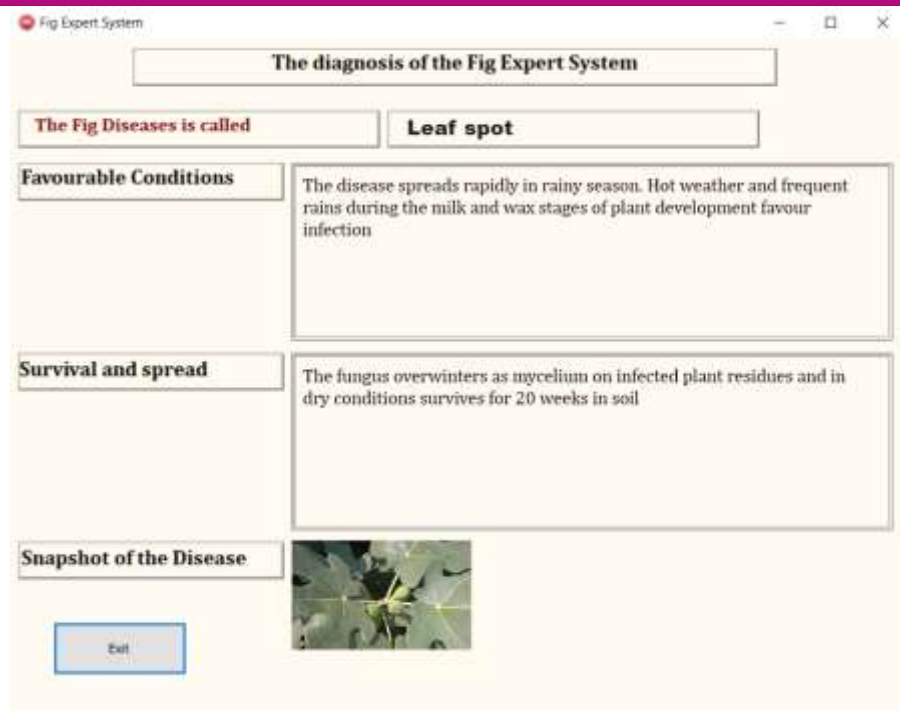 Fig Expert System
The diagnosis of the Fig Expert System
The Fig Diseases is called
Leaf spot
Favourable Conditions
The disease spreads rapidly in rainy season. Hot weather and frequent
rains during the milk and wax stages of plant development favour
infection
Survival and spread
The fungus overwinters as mycelium on infected plant residues and in
dry conditions survives for 20 weeks in soil
Snapshot of the Disease
Exit